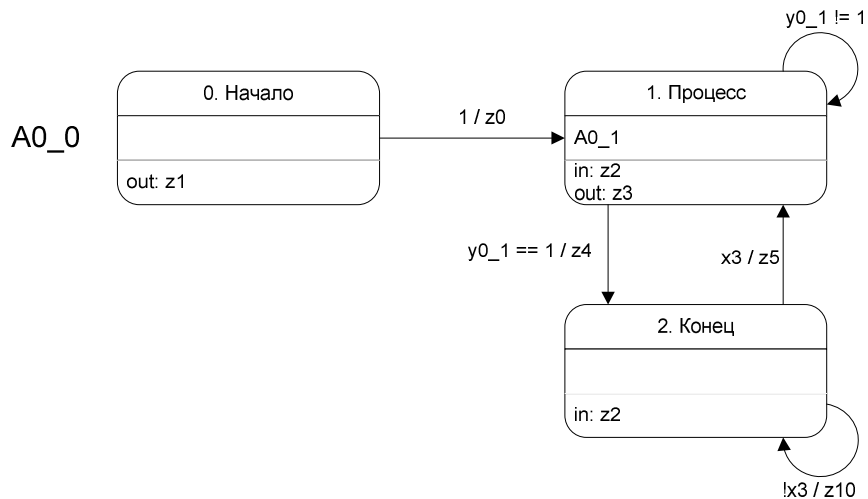 y0_1 != 1
0. Начало
1. Процесс
1 / z0
A0_0
A0_1
out: z1
in: z2
out: z3
y0_1 == 1 / z4
x3 / z5
2. Конец
in: z2
!x3 / z10